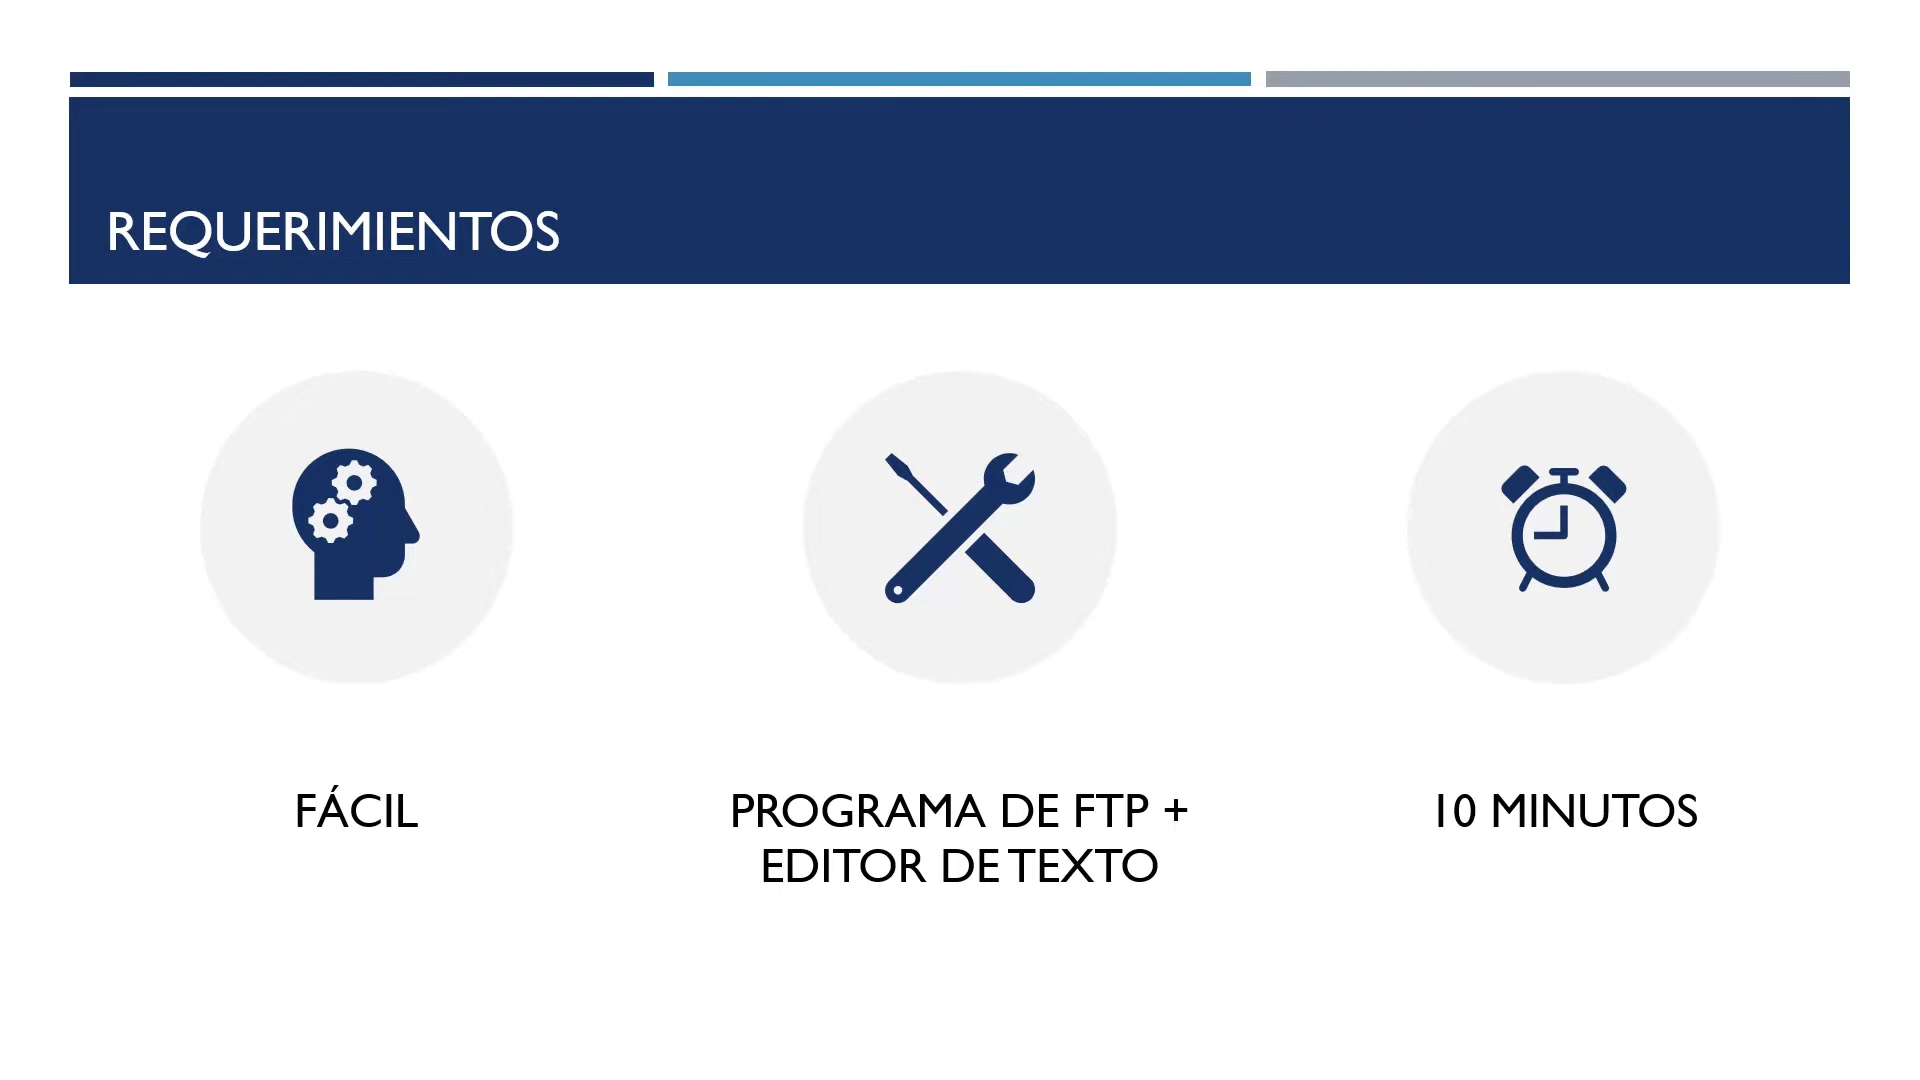 REQUERIMIENTOS
FÁCIL
PROGRAMA DE FTP +
EDITOR DE TEXTO
10 MINUTOS